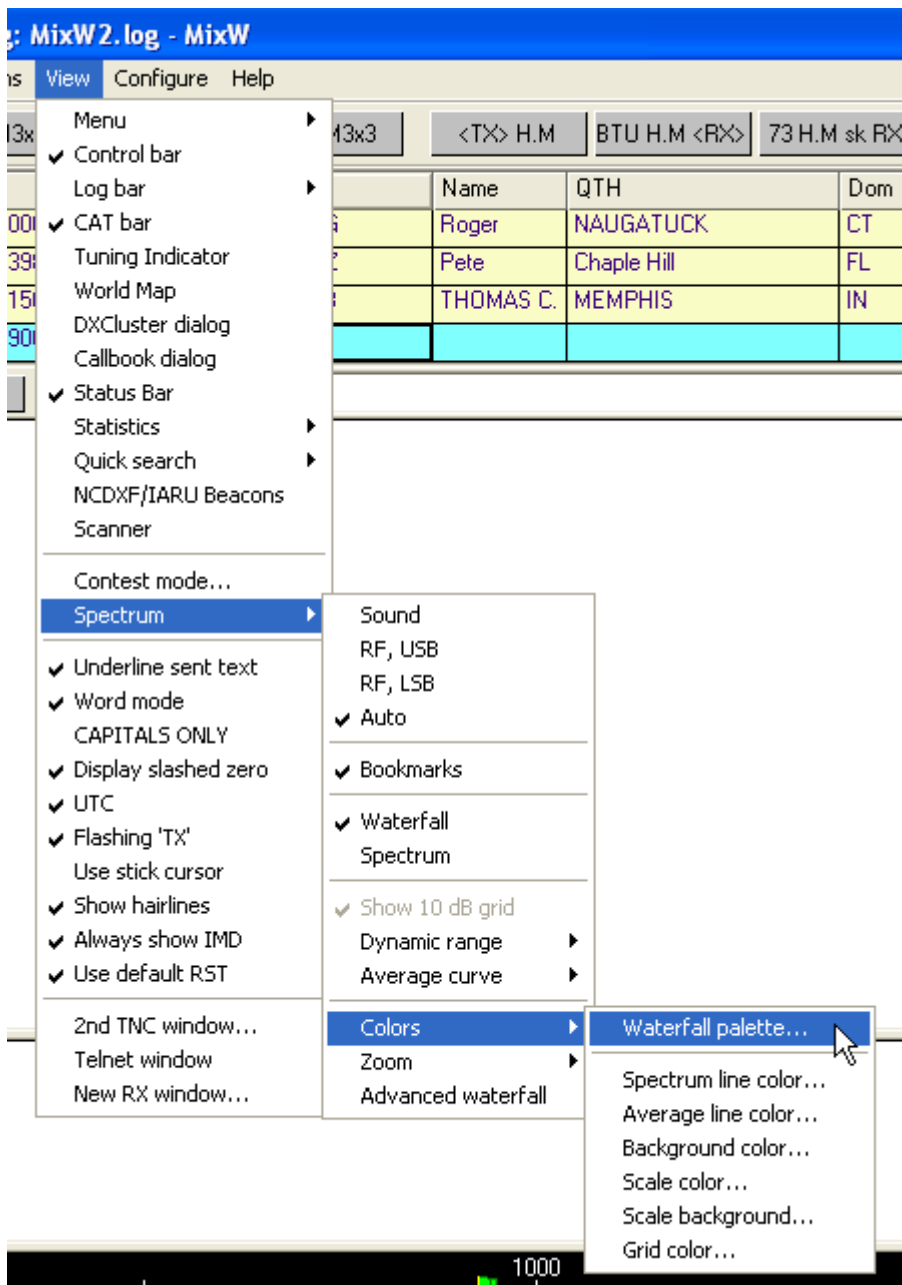 g: MixW2.log - MixW
ns View Configure Help
M3x3 <TX> H.M BTU H.M <RX> 73 H.M sk RX
Name QTH Dom
Roger NAUGATUCK CT
Pete Chaple Hill FL
THOMAS C. MEMPHIS IN
Menu
Control bar
Log bar
CAT bar
Tuning Indicator
World Map
DXCluster dialog
Callbook dialog
Status Bar
Statistics
Quick search
NCDXF/IARU Beacons
Scanner
Contest mode...
Spectrum
Underline sent text
Word mode
CAPITALS ONLY
Display slashed zero
UTC
Flashing 'TX'
Use stick cursor
Show hairlines
Always show IMD
Use default RST
2nd TNC window...
Telnet window
New RX window...
Sound
RF, USB
RF, LSB
Auto
Bookmarks
Waterfall
Spectrum
Show 10 dB grid
Dynamic range
Average curve
Colors
Zoom
Advanced waterfall
Waterfall palette...
Spectrum line color...
Average line color...
Background color...
Scale color...
Scale background...
Grid color...
1000